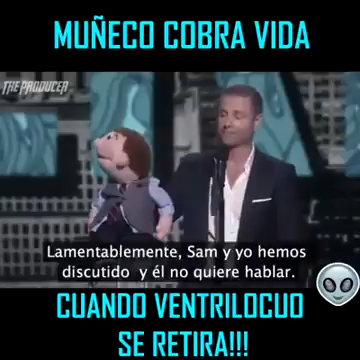 MUÑECO COBRA VIDA
THE PRODUCER
Lamentablemente, Sam y yo hemos
discutido y él no quiere hablar.
CUANDO VENTRILOCUO
SE RETIRA!!!